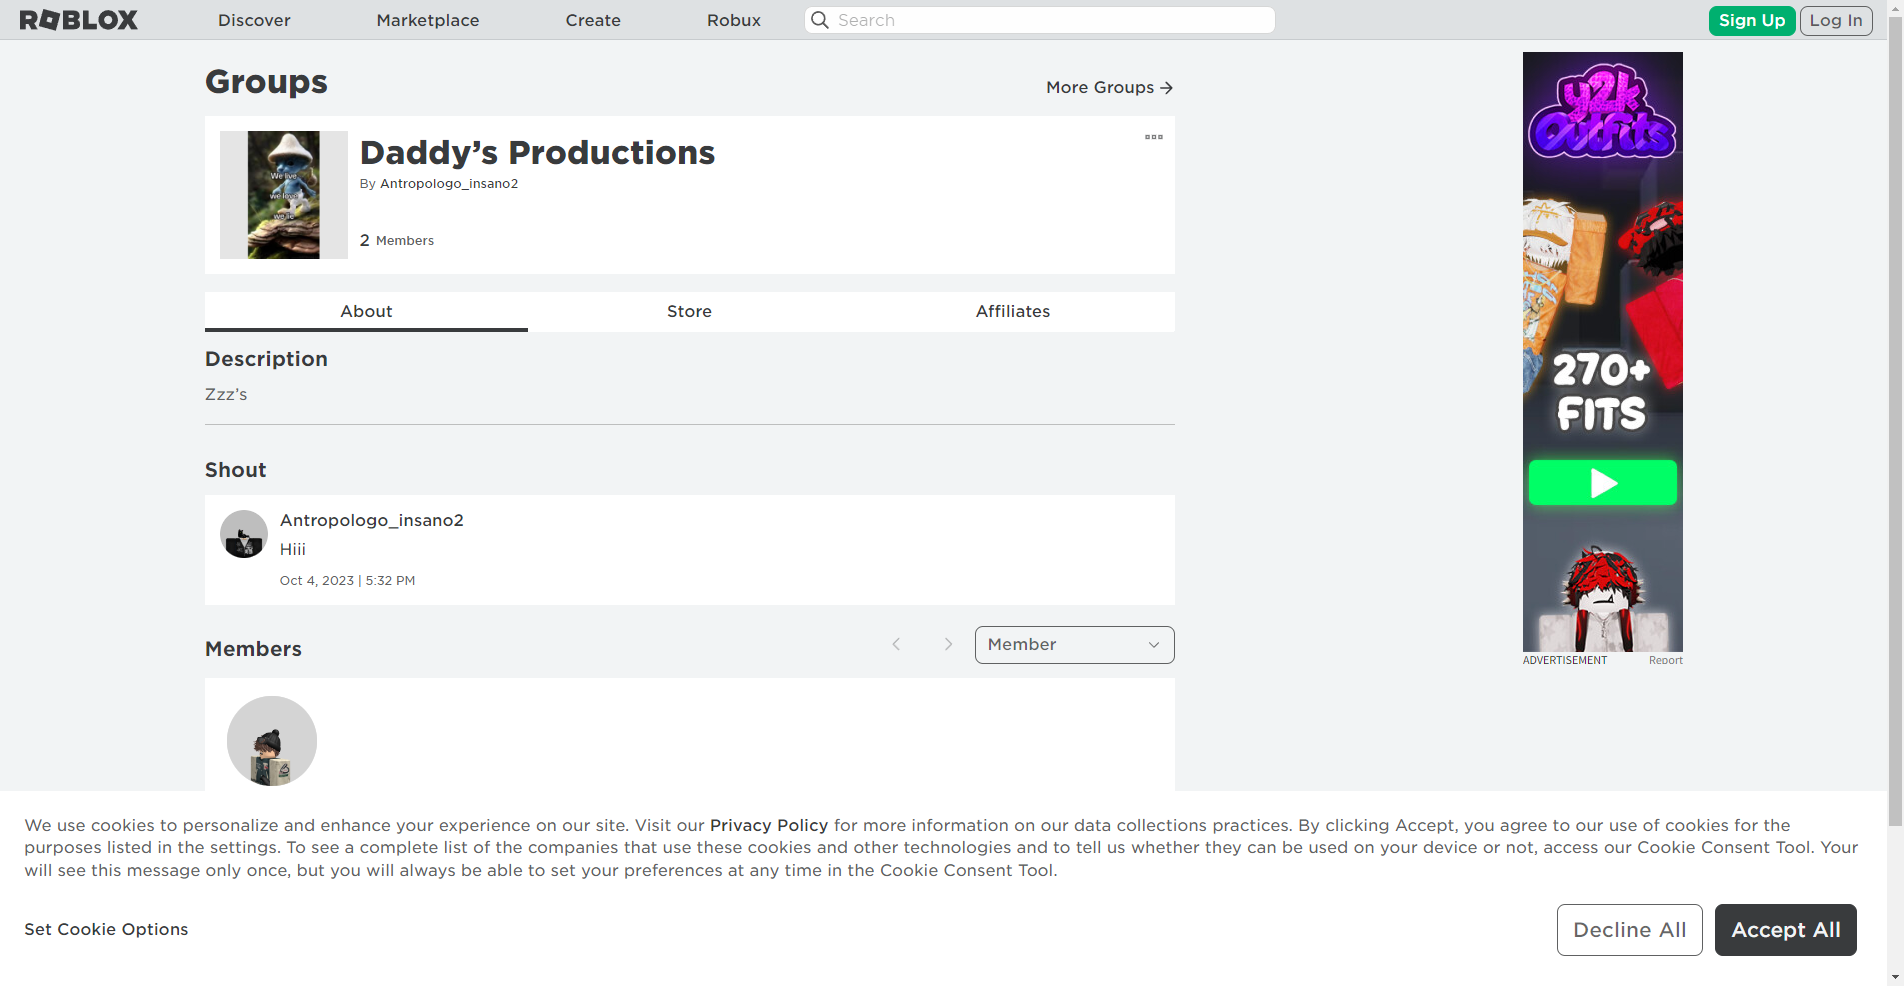 ROBLOX
Discover
Marketplace
Create
Robux
Search
Sign Up
Log In
Groups
More Groups
Daddy's Productions
By Antropologo_insano2
2 Members
We live
we love
we lie
About
Store
Affiliates
Description
Zzz's
Shout
Antropologo_insano2
Hiii
Oct 4, 2023 | 5:32 PM
Members
Member
y2k
Outfits
270+
FITS
ADVERTISEMENT
Report
We use cookies to personalize and enhance your experience on our site. Visit our Privacy Policy for more information on our data collections practices. By clicking Accept, you agree to our use of cookies for the
purposes listed in the settings. To see a complete list of the companies that use these cookies and other technologies and to tell us whether they can be used on your device or not, access our Cookie Consent Tool. Your
will see this message only once, but you will always be able to set your preferences at any time in the Cookie Consent Tool.
Set Cookie Options
Decline All
Accept All